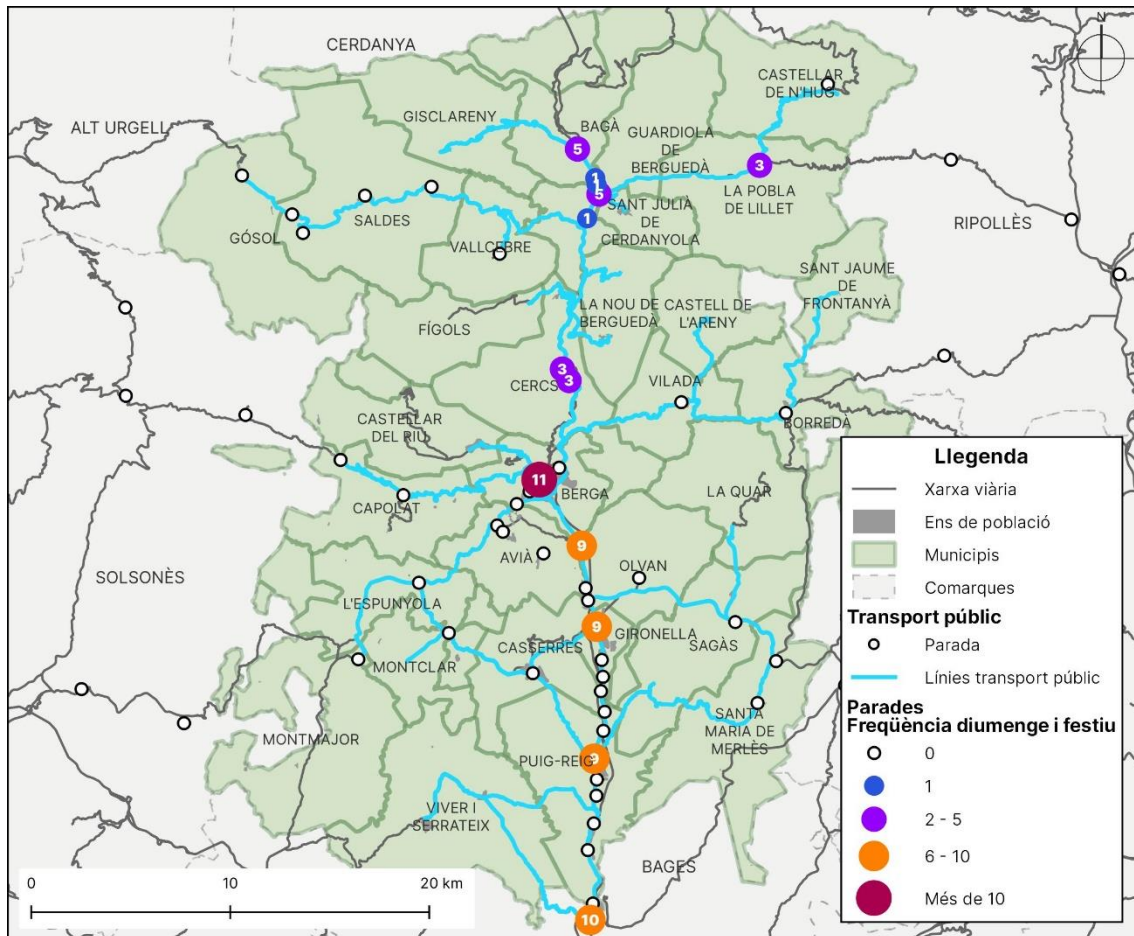 CERDANYA
N
CASTELLAR
DE N'HUG
ALT URGELL
GISCLARENY
BAGÀ
GUARDIOLA
DE
BERGUEDÀ
5
3
1
1
5
LA POBLA
DE LILLET
SANT JULIÀ
DE
CERDANYOLA
1
RIPOLLÈS
SALDES
GÓSOL
VALLCEBRE
SANT JAUME
DE
FRONTANYÀ
LA NOU DE
BERGUEDÀ
CASTELL DE
L'ARENY
FÍGOLS
3
3
CERCS
VILADA
CASTELLAR
DEL RIU
BORREDÀ
11
BERGA
LA QUAR
CAPOLAT
9
AVIÀ
OLVAN
SOLSONÈS
L'ESPUNYOLA
9
GIRONELLA
CASSERRES
SAGÀS
MONTCLAR
SANTA
MARIA DE
MERLÈS
MONTMAJOR
PUIG-REIG
9
VIVER I
SERRATEIX
BAGES
10
0
10
20 km
Llegenda
Xarxa viària
Ens de població
Municipis
Comarques
Transport públic
Parada
Línies transport públic
Parades
Freqüència diumenge i festiu
0
1
2 - 5
6 - 10
Més de 10